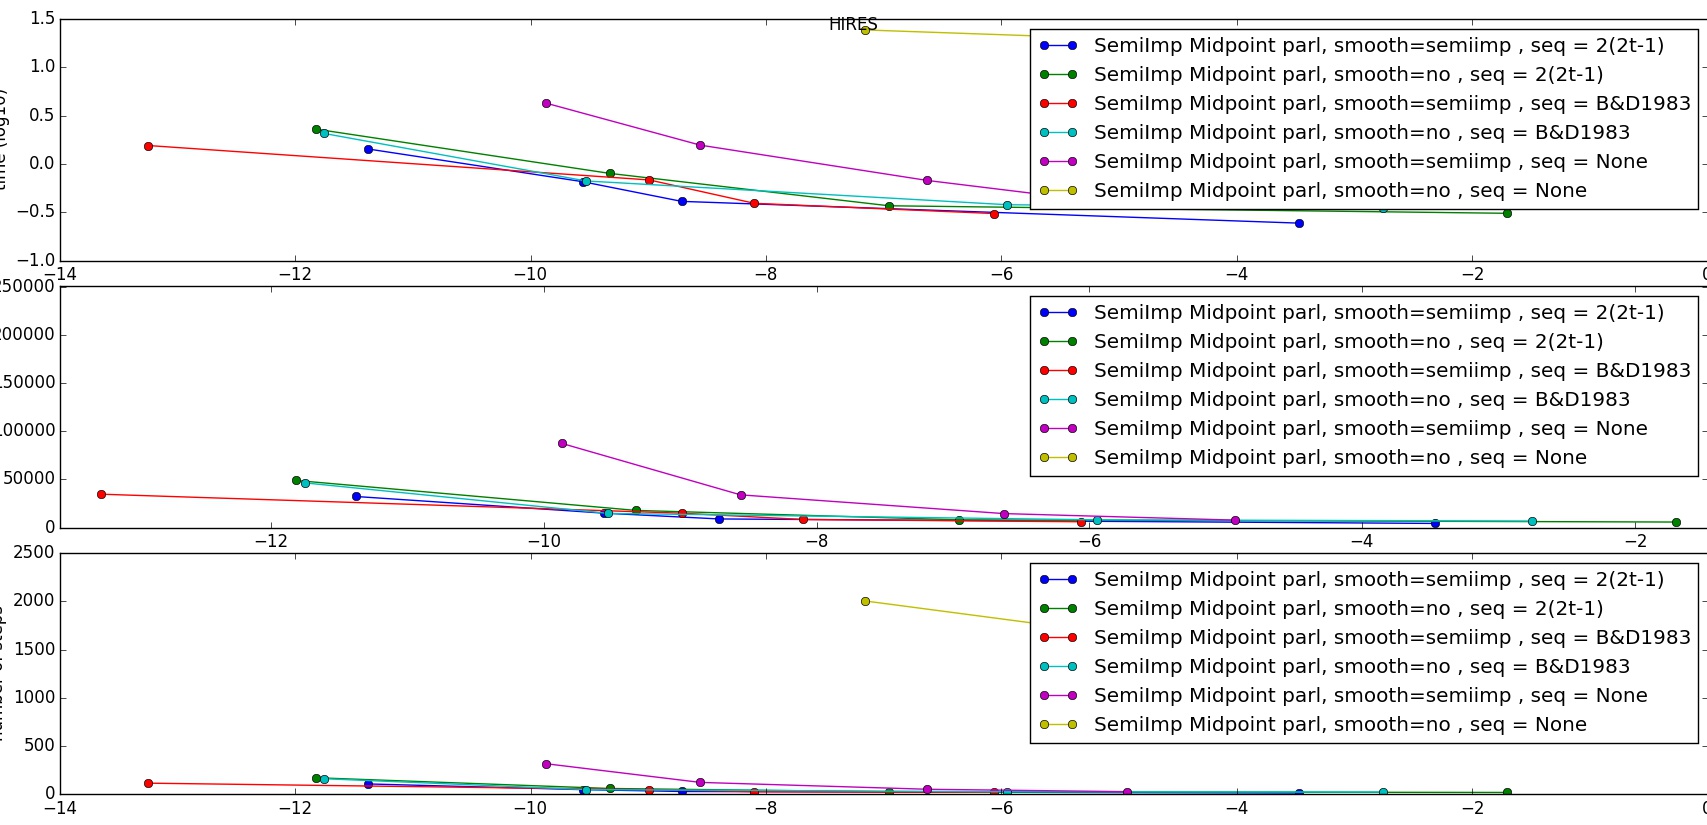 HIRES
1.5
1.0
0.5
0.0
−0.5
−1.0
time (log10)
SemiImp Midpoint parl, smooth=semiimp , seq = 2(2t-1)
SemiImp Midpoint parl, smooth=no , seq = 2(2t-1)
SemiImp Midpoint parl, smooth=semiimp , seq = B&D1983
SemiImp Midpoint parl, smooth=no , seq = B&D1983
SemiImp Midpoint parl, smooth=semiimp , seq = None
SemiImp Midpoint parl, smooth=no , seq = None
−14 −12 −10 −8 −6 −4 −2 0
250000
200000
150000
100000
50000
0
SemiImp Midpoint parl, smooth=semiimp , seq = 2(2t-1)
SemiImp Midpoint parl, smooth=no , seq = 2(2t-1)
SemiImp Midpoint parl, smooth=semiimp , seq = B&D1983
SemiImp Midpoint parl, smooth=no , seq = B&D1983
SemiImp Midpoint parl, smooth=semiimp , seq = None
SemiImp Midpoint parl, smooth=no , seq = None
−12 −10 −8 −6 −4 −2
2500
2000
1500
1000
500
0
number of steps
SemiImp Midpoint parl, smooth=semiimp , seq = 2(2t-1)
SemiImp Midpoint parl, smooth=no , seq = 2(2t-1)
SemiImp Midpoint parl, smooth=semiimp , seq = B&D1983
SemiImp Midpoint parl, smooth=no , seq = B&D1983
SemiImp Midpoint parl, smooth=semiimp , seq = None
SemiImp Midpoint parl, smooth=no , seq = None
−14 −12 −10 −8 −6 −4 −2 0